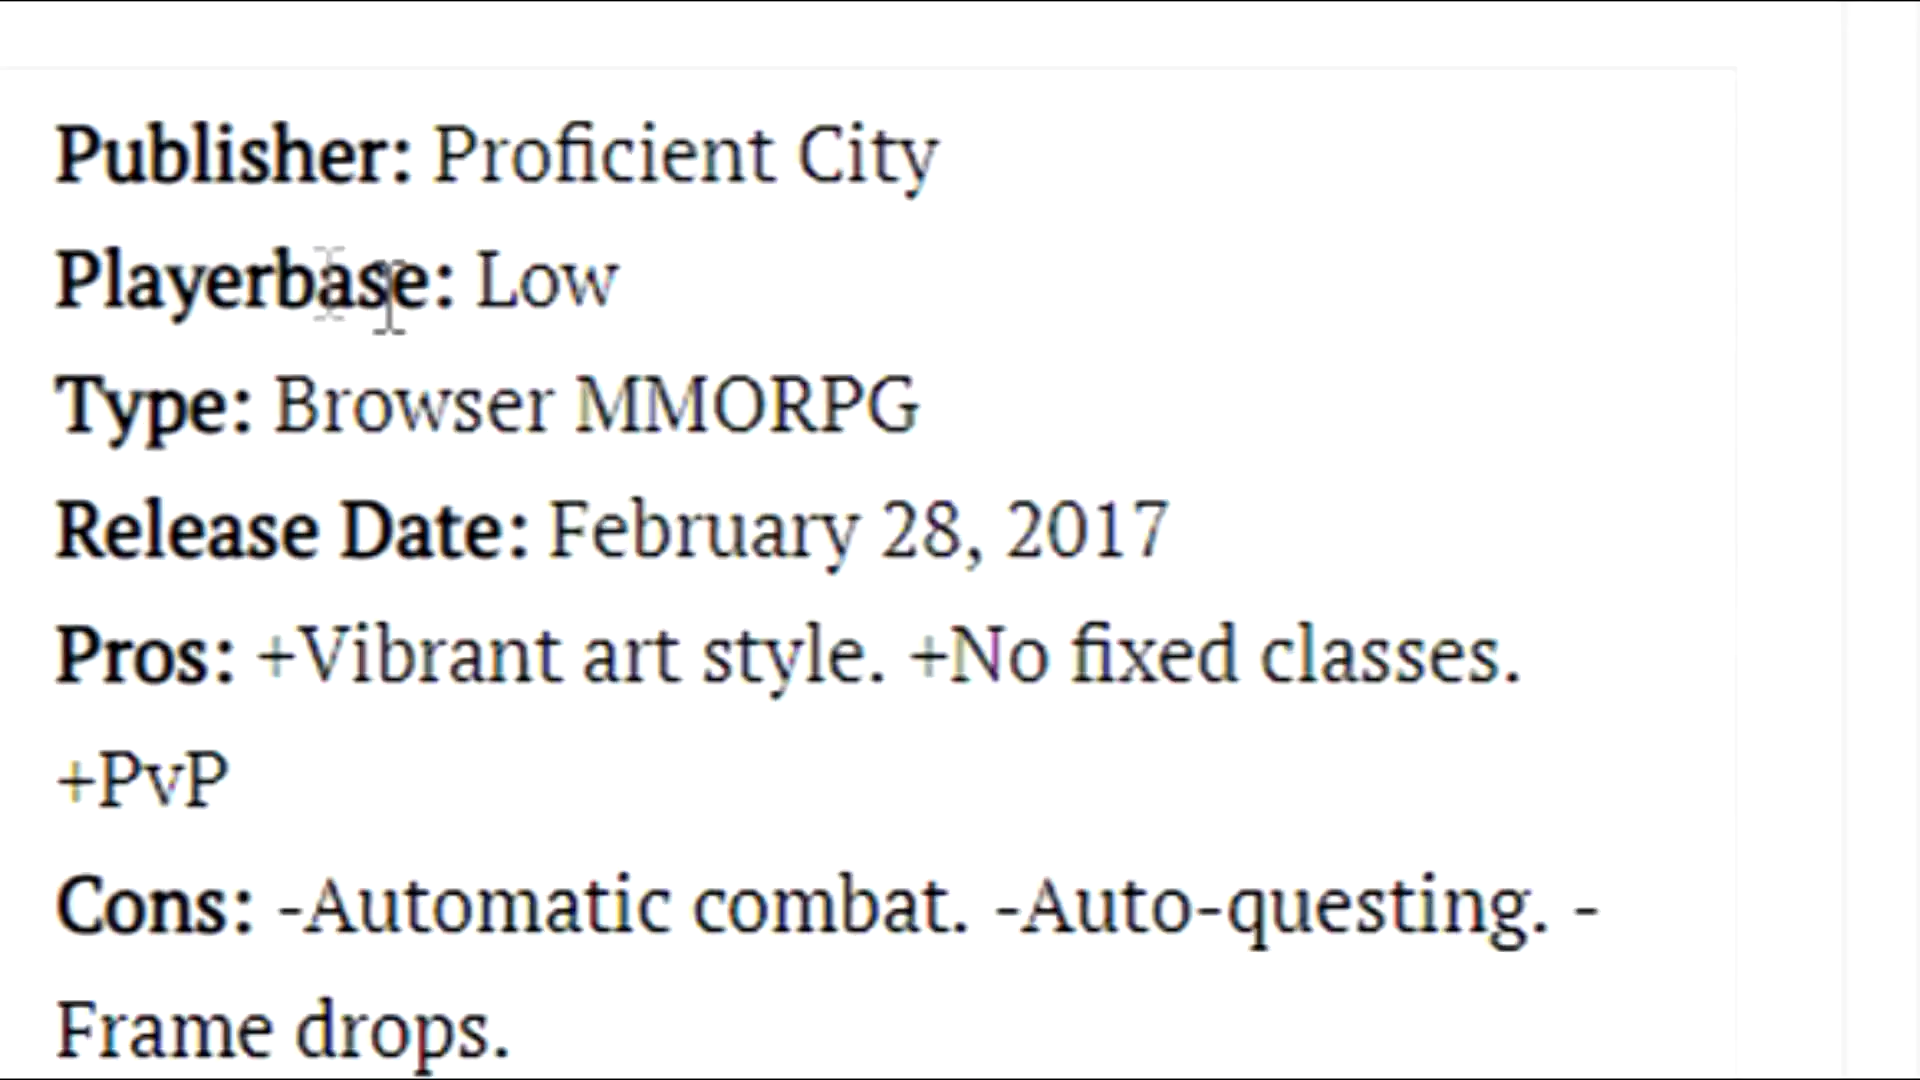 Publisher: Proficient City
Playerbase: Low
Type: Browser MMORPG
Release Date: February 28, 2017
Pros: +Vibrant art style. +No fixed classes.
+PvP
Cons: -Automatic combat. -Auto-questing. -
Frame drops.